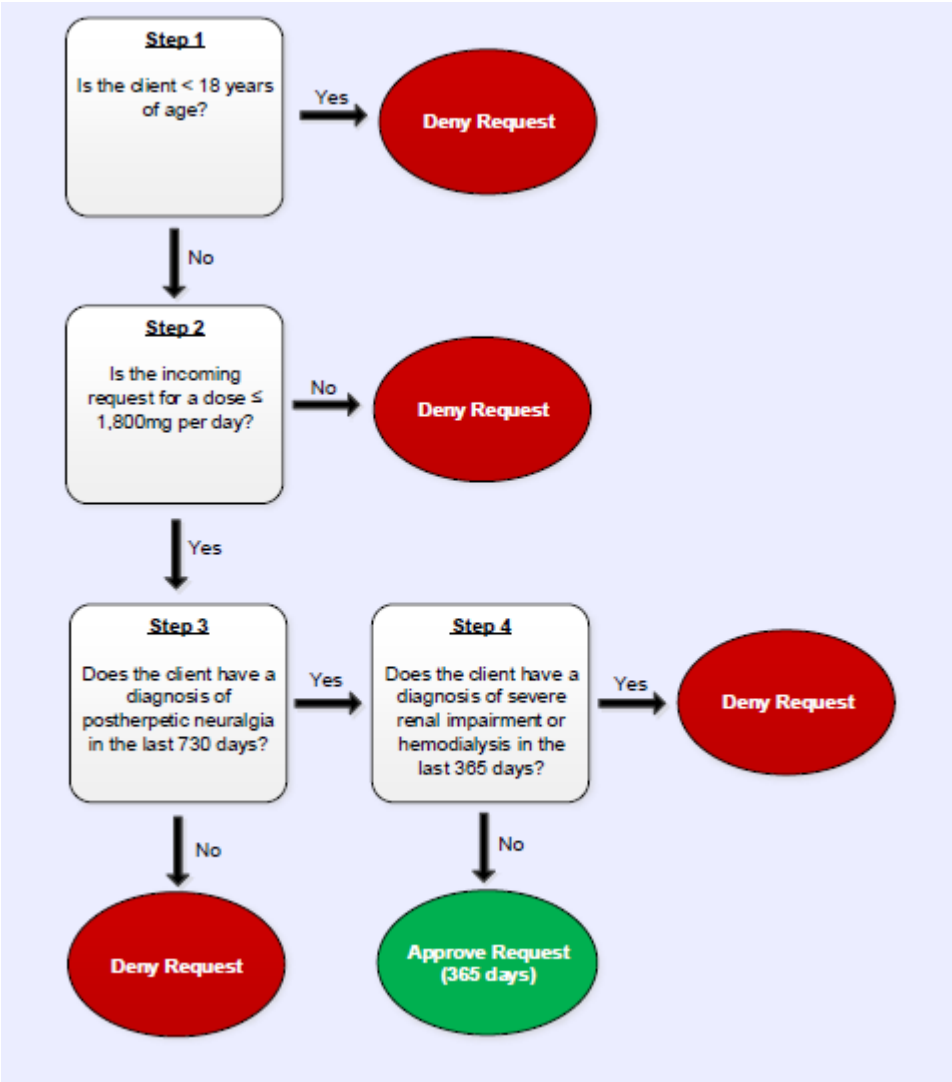 Step 1
Is the client < 18 years
of age?
Yes
Deny Request
No
Step 2
Is the incoming
request for a dose ≤
1,800mg per day?
No
Deny Request
Yes
Step 3
Does the client have a
diagnosis of
postherpetic neuralgia
in the last 730 days?
Yes
Step 4
Does the client have a
diagnosis of severe
renal impairment or
hemodialysis in the
last 365 days?
Yes
Deny Request
No
Deny Request
No
Approve Request
(365 days)